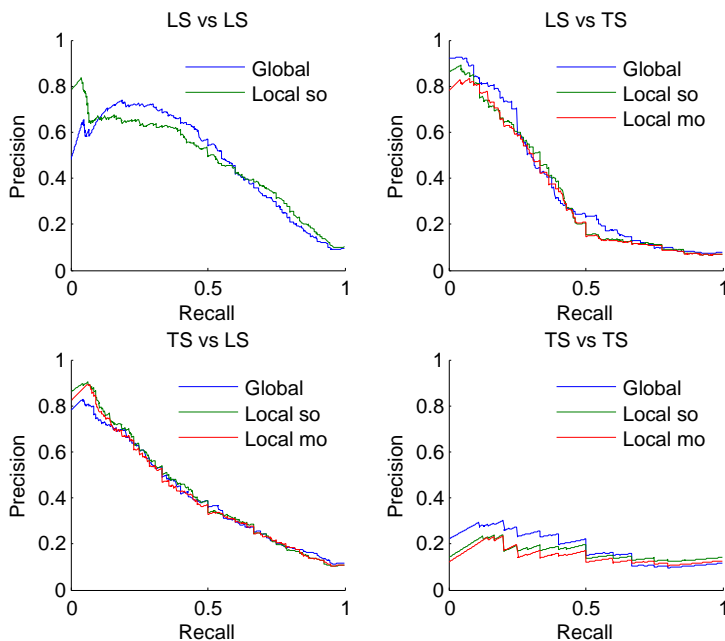 LS vs LS
1
0.8
0.6
0.4
0.2
0
Precision
Global
Local so
0
0.5
1
Recall
LS vs TS
1
0.8
0.6
0.4
0.2
0
Precision
Global
Local so
Local mo
0
0.5
1
Recall
TS vs LS
1
0.8
0.6
0.4
0.2
0
Precision
Global
Local so
Local mo
0
0.5
1
Recall
TS vs TS
1
0.8
0.6
0.4
0.2
0
Precision
Global
Local so
Local mo
0
0.5
1
Recall